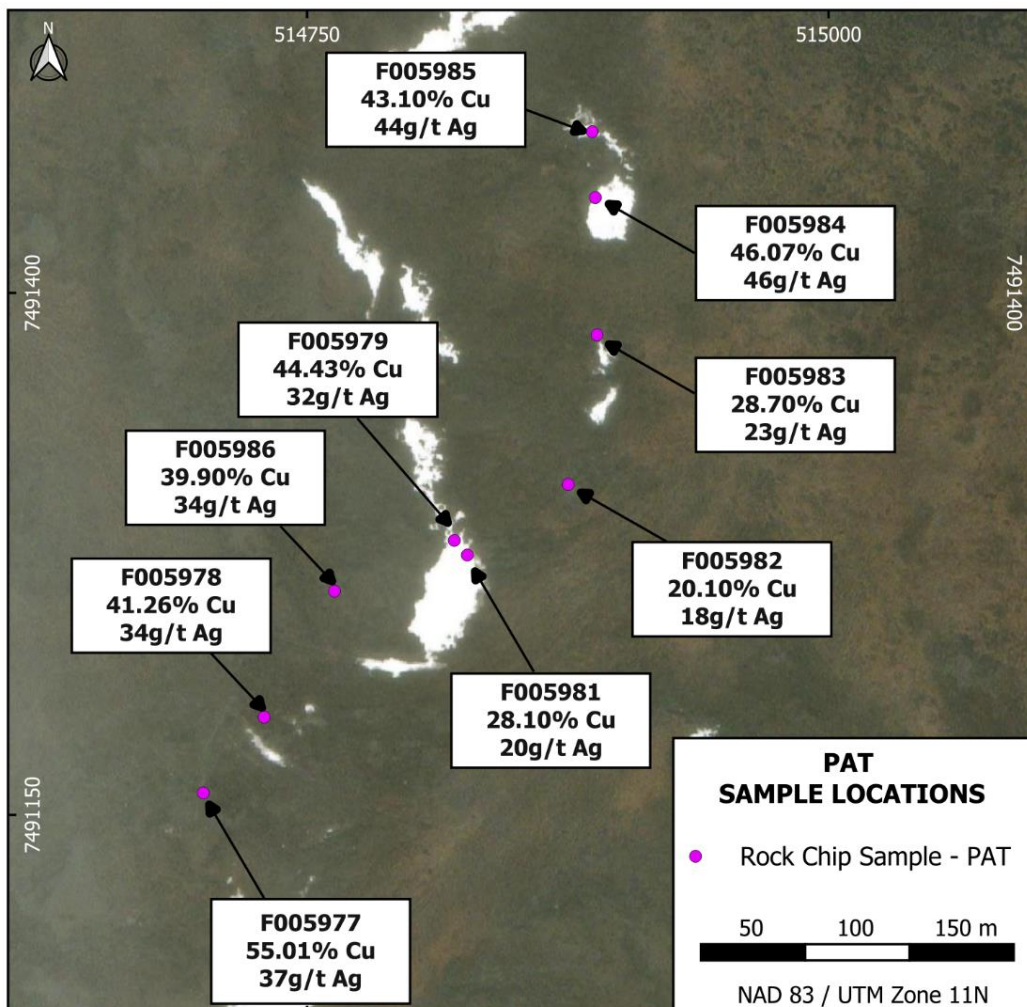 N
514750
515000
F005985
43.10% Cu
44g/t Ag
F005984
46.07% Cu
46g/t Ag
7491400
7491400
F005979
44.43% Cu
32g/t Ag
F005983
28.70% Cu
23g/t Ag
F005986
39.90% Cu
34g/t Ag
F005982
20.10% Cu
18g/t Ag
F005978
41.26% Cu
34g/t Ag
F005981
28.10% Cu
20g/t Ag
7491150
F005977
55.01% Cu
37g/t Ag
PAT
SAMPLE LOCATIONS
Rock Chip Sample - PAT
50 100 150 m
NAD 83 / UTM Zone 11N